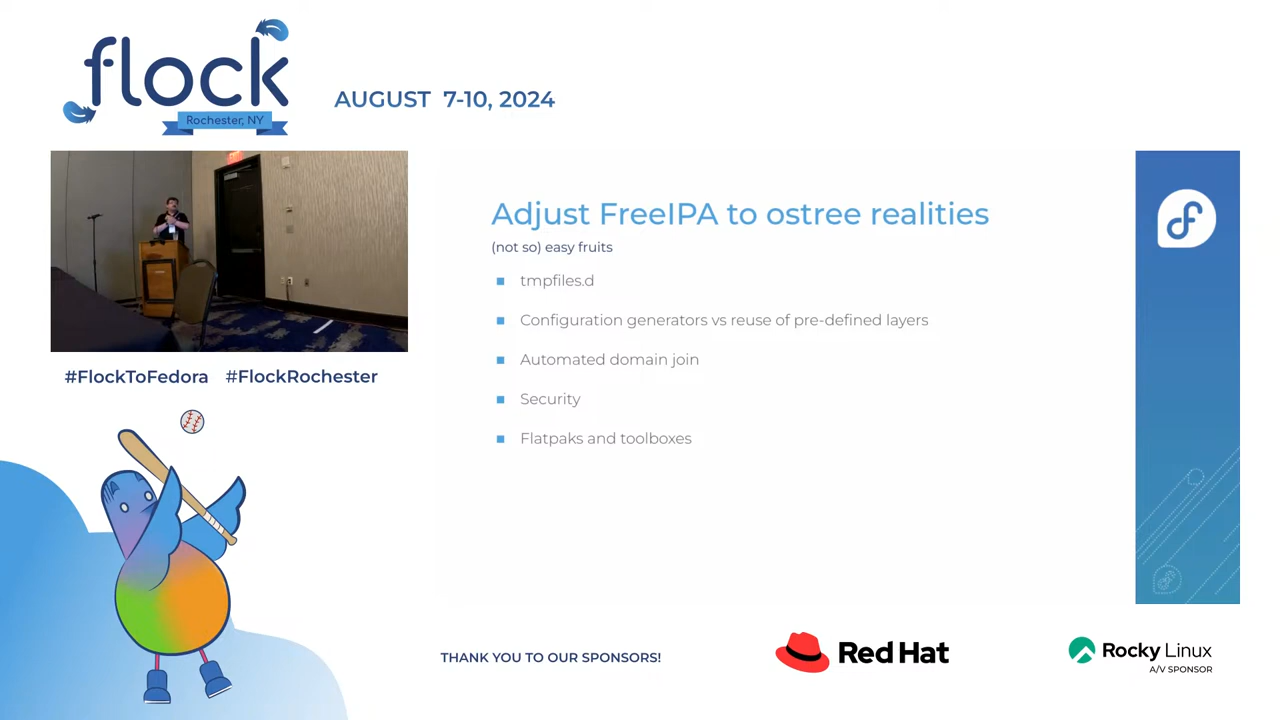 flock
Rochester, NY
AUGUST 7-10, 2024
Adjust FreeIPA to ostree realities
(not so) easy fruits
tmpfiles.d
Configuration generators vs reuse of pre-defined layers
Automated domain join
Security
Flatpaks and toolboxes
#FlockToFedora #FlockRochester
THANK YOU TO OUR SPONSORS!
Red Hat
Rocky Linux
A/V SPONSOR